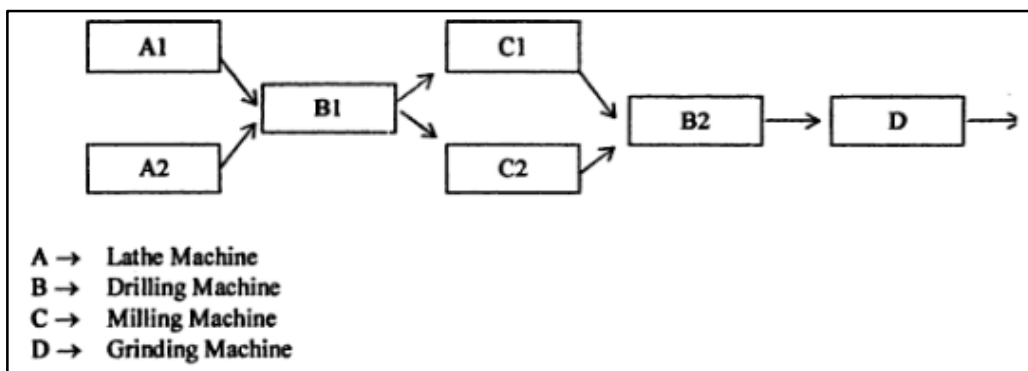 A1
C1
B1
B2
D
A2
C2
A → Lathe Machine
B → Drilling Machine
C → Milling Machine
D → Grinding Machine